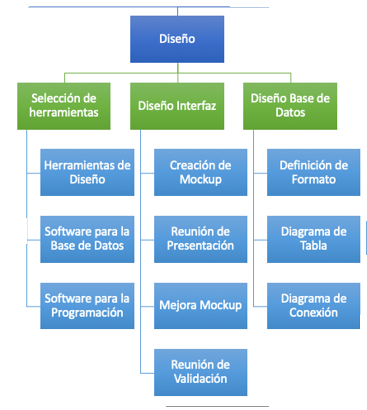 Diseño
Selección de
herramientas
Diseño Interfaz
Diseño Base de
Datos
Herramientas de
Diseño
Creación de
Mockup
Definición de
Formato
Software para la
Base de Datos
Reunión de
Presentación
Diagrama de
Tabla
Software para la
Programación
Mejora Mockup
Diagrama de
Conexión
Reunión de
Validación